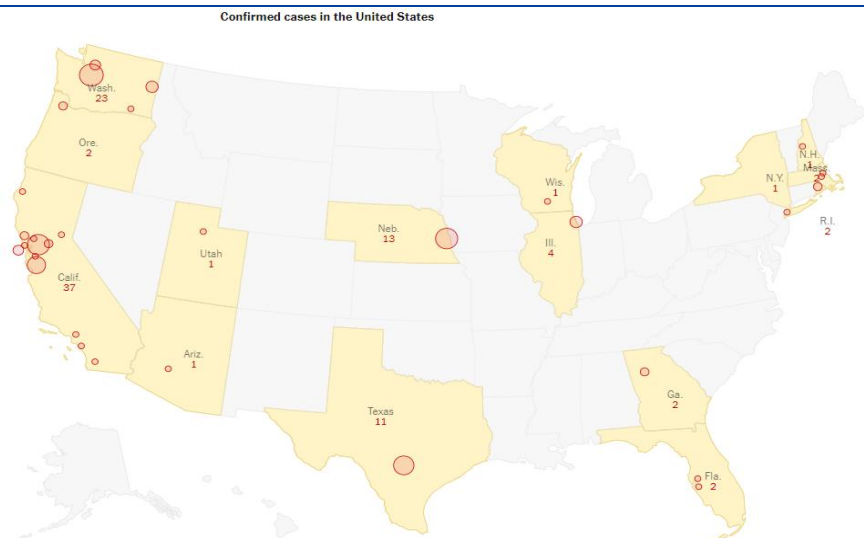 Confirmed cases in the United States
Wash.
23
Ore.
2
Calif.
37
Utah
1
Ariz.
1
Neb.
13
Texas
11
Wis.
1
Ill.
4
Ga.
2
Fla.
2
N.Y.
1
N.H.
1
Mass.
2
R.I.
2